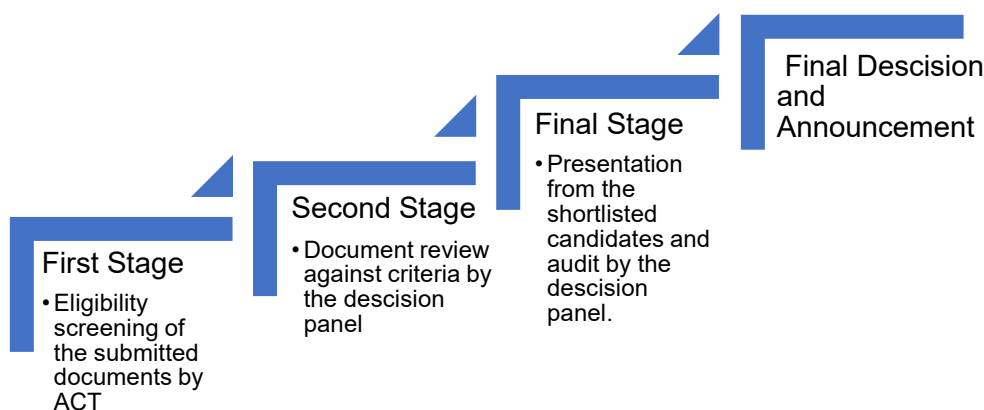 First Stage
• Eligibility
screening of
the submitted
documents by
ACT
Second Stage
• Document review
against criteria by
the descision
panel
Final Stage
• Presentation
from the
shortlisted
candidates and
audit by the
descision
panel.
Final Descision
and
Announcement